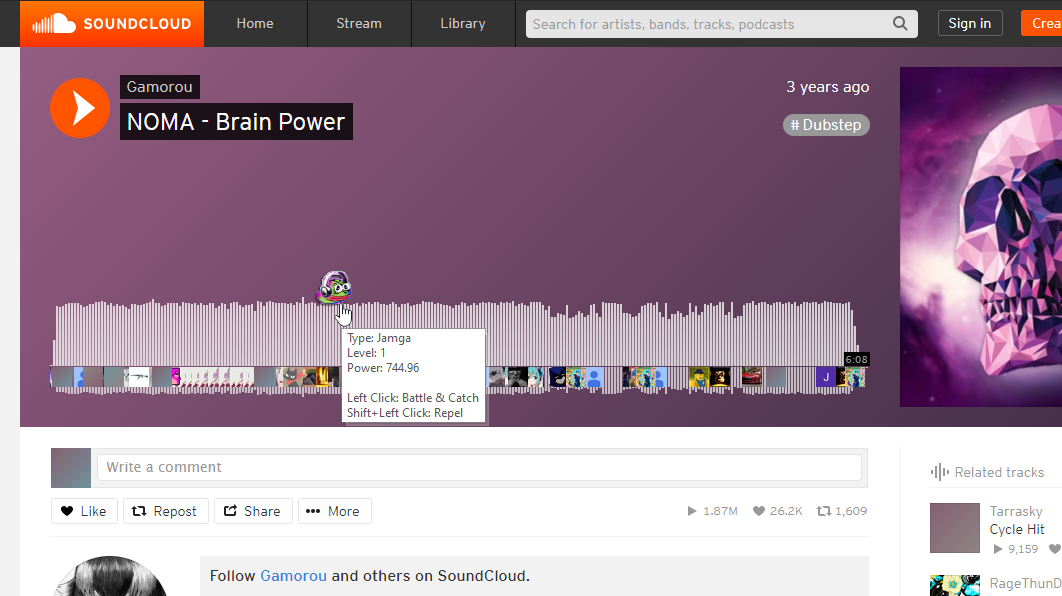 SOUNDCLOUD
Home
Stream
Library
Search for artists, bands, tracks, podcasts
Sign in
Crea
Gamorou
NOMA - Brain Power
3 years ago
# Dubstep
6:08
J
Type: Jamga
Level: 1
Power: 744.96
Left Click: Battle & Catch
Shift+Left Click: Repel
Write a comment
Like
Repost
Share
More
1.87M
26.2K
1,609
Related tracks
Tarrasky
Cycle Hit
9,159
RageThunD
Follow Gamorou and others on SoundCloud.